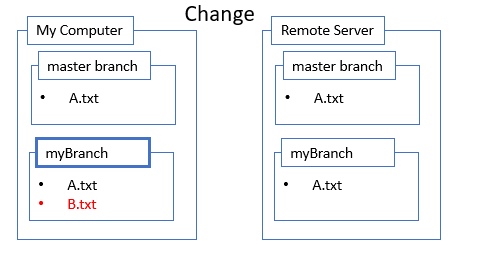 Change
My Computer
master branch
• A.txt
myBranch
• A.txt
• B.txt
Remote Server
master branch
• A.txt
myBranch
• A.txt